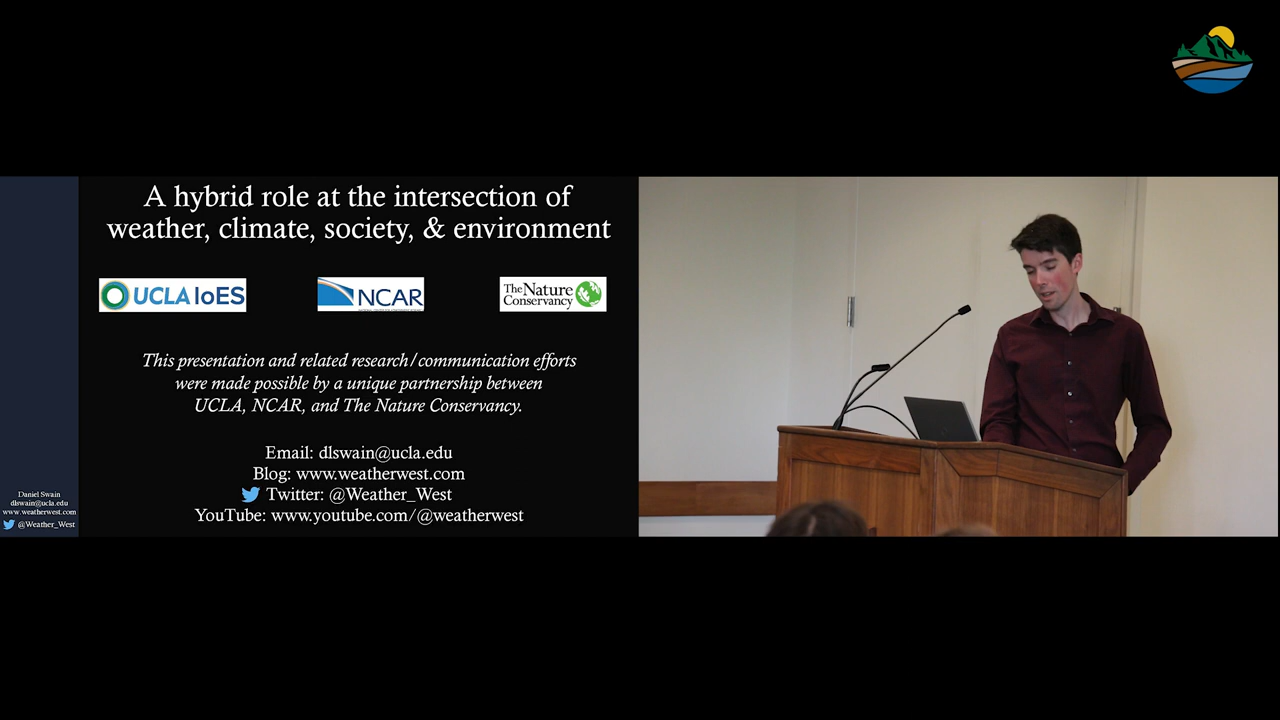 A hybrid role at the intersection of
weather, climate, society, & environment
UCLA IoES
NCAR
The Nature
Conservancy
This presentation and related research/communication efforts
were made possible by a unique partnership between
UCLA, NCAR, and The Nature Conservancy.
Email: dlswain@ucla.edu
Blog: www.weatherwest.com
Twitter: @Weather_West
YouTube: www.youtube.com/@weatherwest
Daniel Swain
dlswain@ucla.edu
www.weatherwest.com
@Weather_West